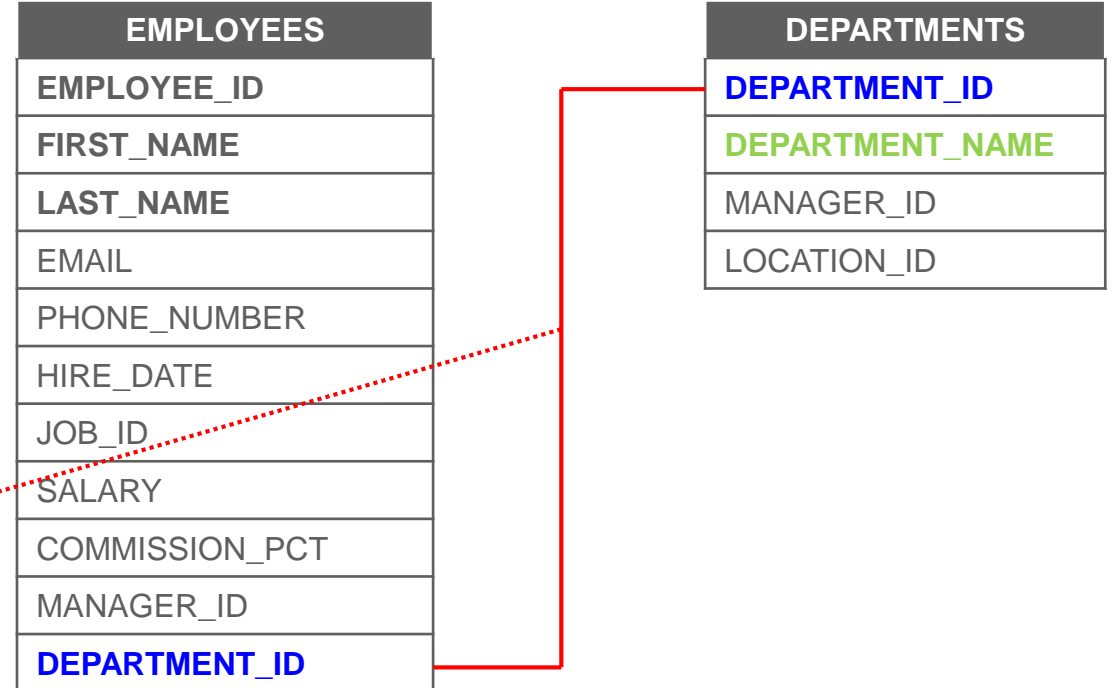 EMPLOYEES
EMPLOYEE_ID
FIRST_NAME
LAST_NAME
EMAIL
PHONE_NUMBER
HIRE_DATE
JOB_ID
SALARY
COMMISSION_PCT
MANAGER_ID
DEPARTMENT_ID
DEPARTMENTS
DEPARTMENT_ID
DEPARTMENT_NAME
MANAGER_ID
LOCATION_ID